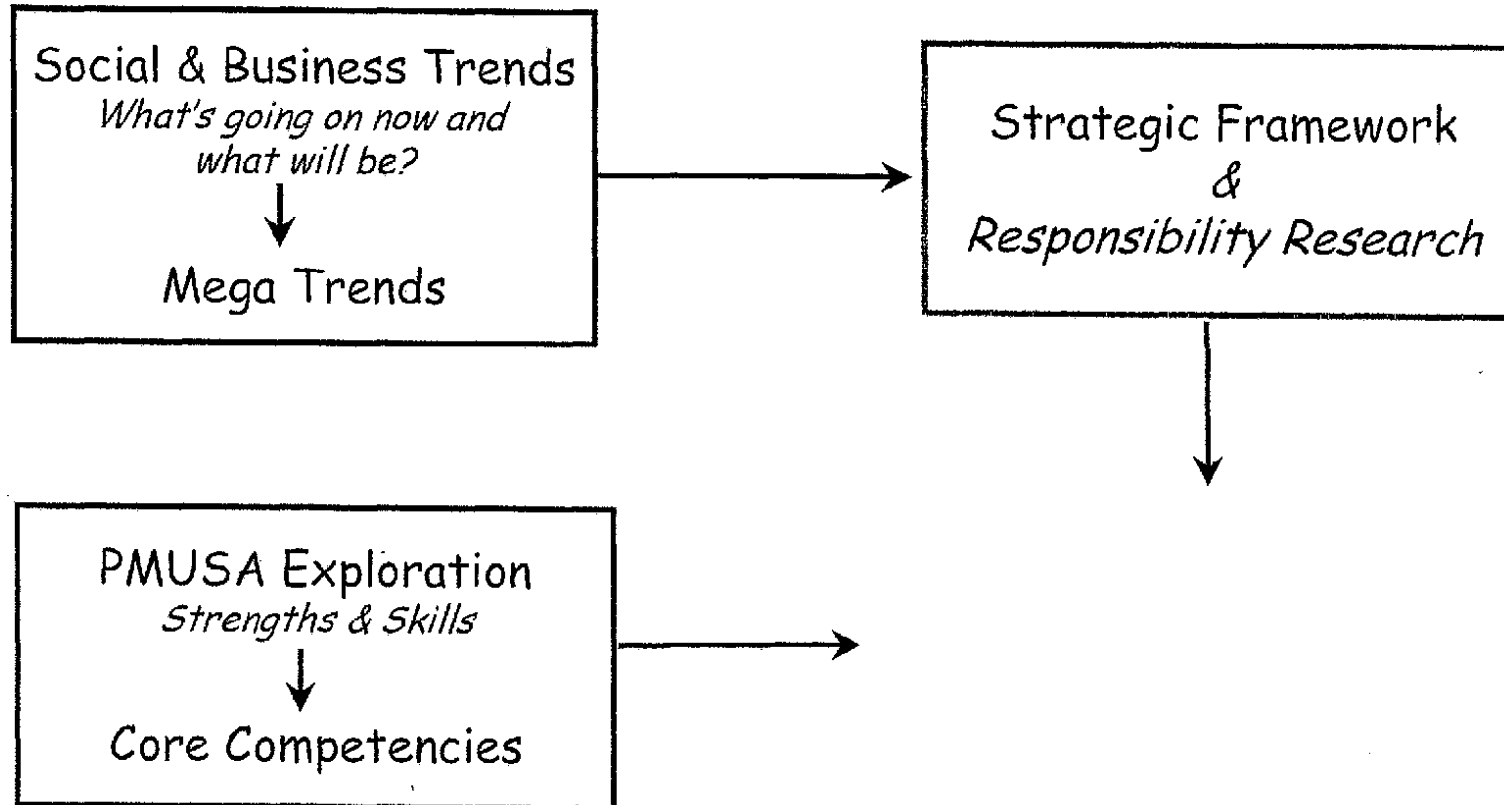 Social & Business Trends
What's going on now and
what will be?
Mega Trends
Strategic Framework
&
Responsibility Research
PMUSA Exploration
Strengths & Skills
Core Competencies